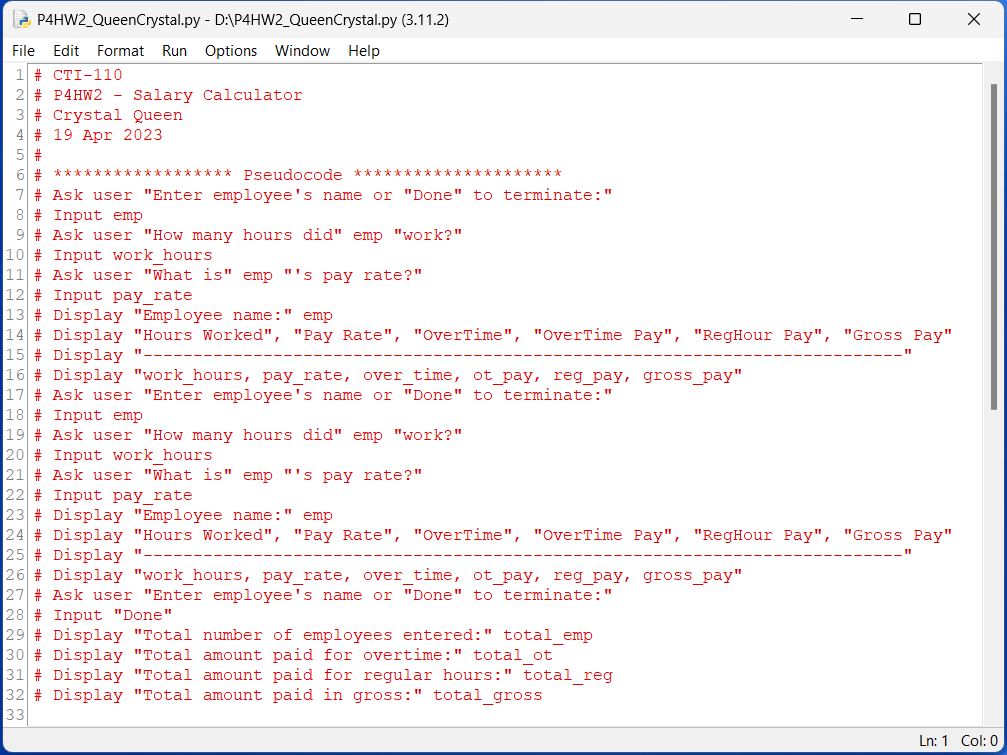 P4HW2_QueenCrystal.py - D:\P4HW2_QueenCrystal.py (3.11.2)
File Edit Format Run Options Window Help
1 # CTI-110
2 # P4HW2 - Salary Calculator
3 # Crystal Queen
4 # 19 Apr 2023
5 #
6 # ****************** Pseudocode *********************
7 # Ask user "Enter employee's name or "Done" to terminate:"
8 # Input emp
9 # Ask user "How many hours did" emp "work?"
10 # Input work_hours
11 # Ask user "What is" emp "'s pay rate?"
12 # Input pay_rate
13 # Display "Employee name:" emp
14 # Display "Hours Worked", "Pay Rate", "OverTime", "OverTime Pay", "RegHour Pay", "Gross Pay"
15 # Display "----------------------------------------------------------------------------"
16 # Display "work_hours, pay_rate, over_time, ot_pay, reg_pay, gross_pay"
17 # Ask user "Enter employee's name or "Done" to terminate:"
18 # Input emp
19 # Ask user "How many hours did" emp "work?"
20 # Input work_hours
21 # Ask user "What is" emp "'s pay rate?"
22 # Input pay_rate
23 # Display "Employee name:" emp
24 # Display "Hours Worked", "Pay Rate", "OverTime", "OverTime Pay", "RegHour Pay", "Gross Pay"
25 # Display "----------------------------------------------------------------------------"
26 # Display "work_hours, pay_rate, over_time, ot_pay, reg_pay, gross_pay"
27 # Ask user "Enter employee's name or "Done" to terminate:"
28 # Input "Done"
29 # Display "Total number of employees entered:" total_emp
30 # Display "Total amount paid for overtime:" total_ot
31 # Display "Total amount paid for regular hours:" total_reg
32 # Display "Total amount paid in gross:" total_gross
33
Ln: 1 Col: 0